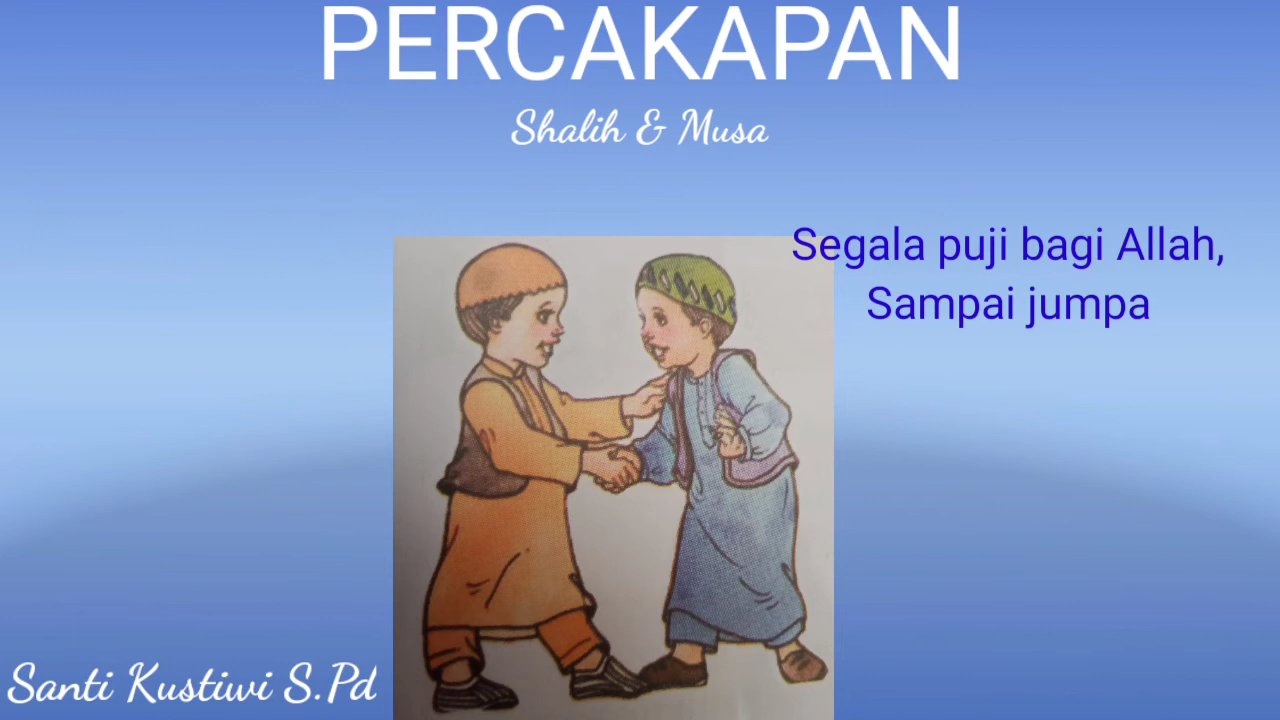 PERCAKAPAN
Shalih & Musa
Segala puji bagi Allah,
Sampai jumpa
Santi Kustiwi S.Pd